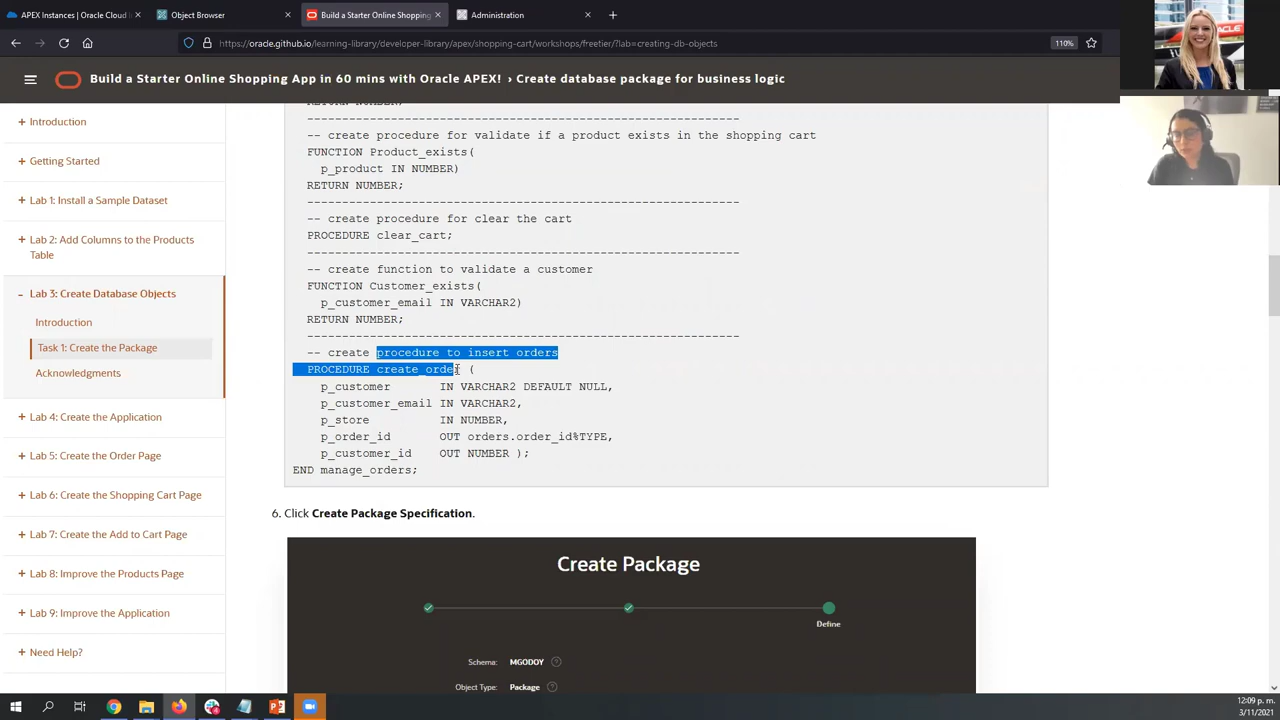 APEX Instances | Oracle Cloud I
Object Browser
Build a Starter Online Shopping
Administration
https://oracle.github.io/learning-library/developer-library/apex/shopping-cart/workshops/freetier/?lab=creating-db-objects
110%
Build a Starter Online Shopping App in 60 mins with Oracle APEX! › Create database package for business logic
+ Introduction
+ Getting Started
+ Lab 1: Install a Sample Dataset
+ Lab 2: Add Columns to the Products
Table
- Lab 3: Create Database Objects
Introduction
Task 1: Create the Package
Acknowledgments
+ Lab 4: Create the Application
+ Lab 5: Create the Order Page
+ Lab 6: Create the Shopping Cart Page
+ Lab 7: Create the Add to Cart Page
+ Lab 8: Improve the Products Page
+ Lab 9: Improve the Application
+ Need Help?
RETURN NUMBER;
--------------------------------------------------------------
-- create procedure for validate if a product exists in the shopping cart
FUNCTION Product_exists(
p_product IN NUMBER)
RETURN NUMBER;
--------------------------------------------------------------
-- create procedure for clear the cart
PROCEDURE clear_cart;
--------------------------------------------------------------
-- create function to validate a customer
FUNCTION Customer_exists(
p_customer_email IN VARCHAR2)
RETURN NUMBER;
--------------------------------------------------------------
-- create procedure to insert orders
PROCEDURE create_order (
p_customer IN VARCHAR2 DEFAULT NULL,
p_customer_email IN VARCHAR2,
p_store IN NUMBER,
p_order_id OUT orders.order_id%TYPE,
p_customer_id OUT NUMBER );
END manage_orders;
6. Click Create Package Specification.
Create Package
Define
Schema: MGODOY
Object Type: Package
12:09 p. m.
3/11/2021